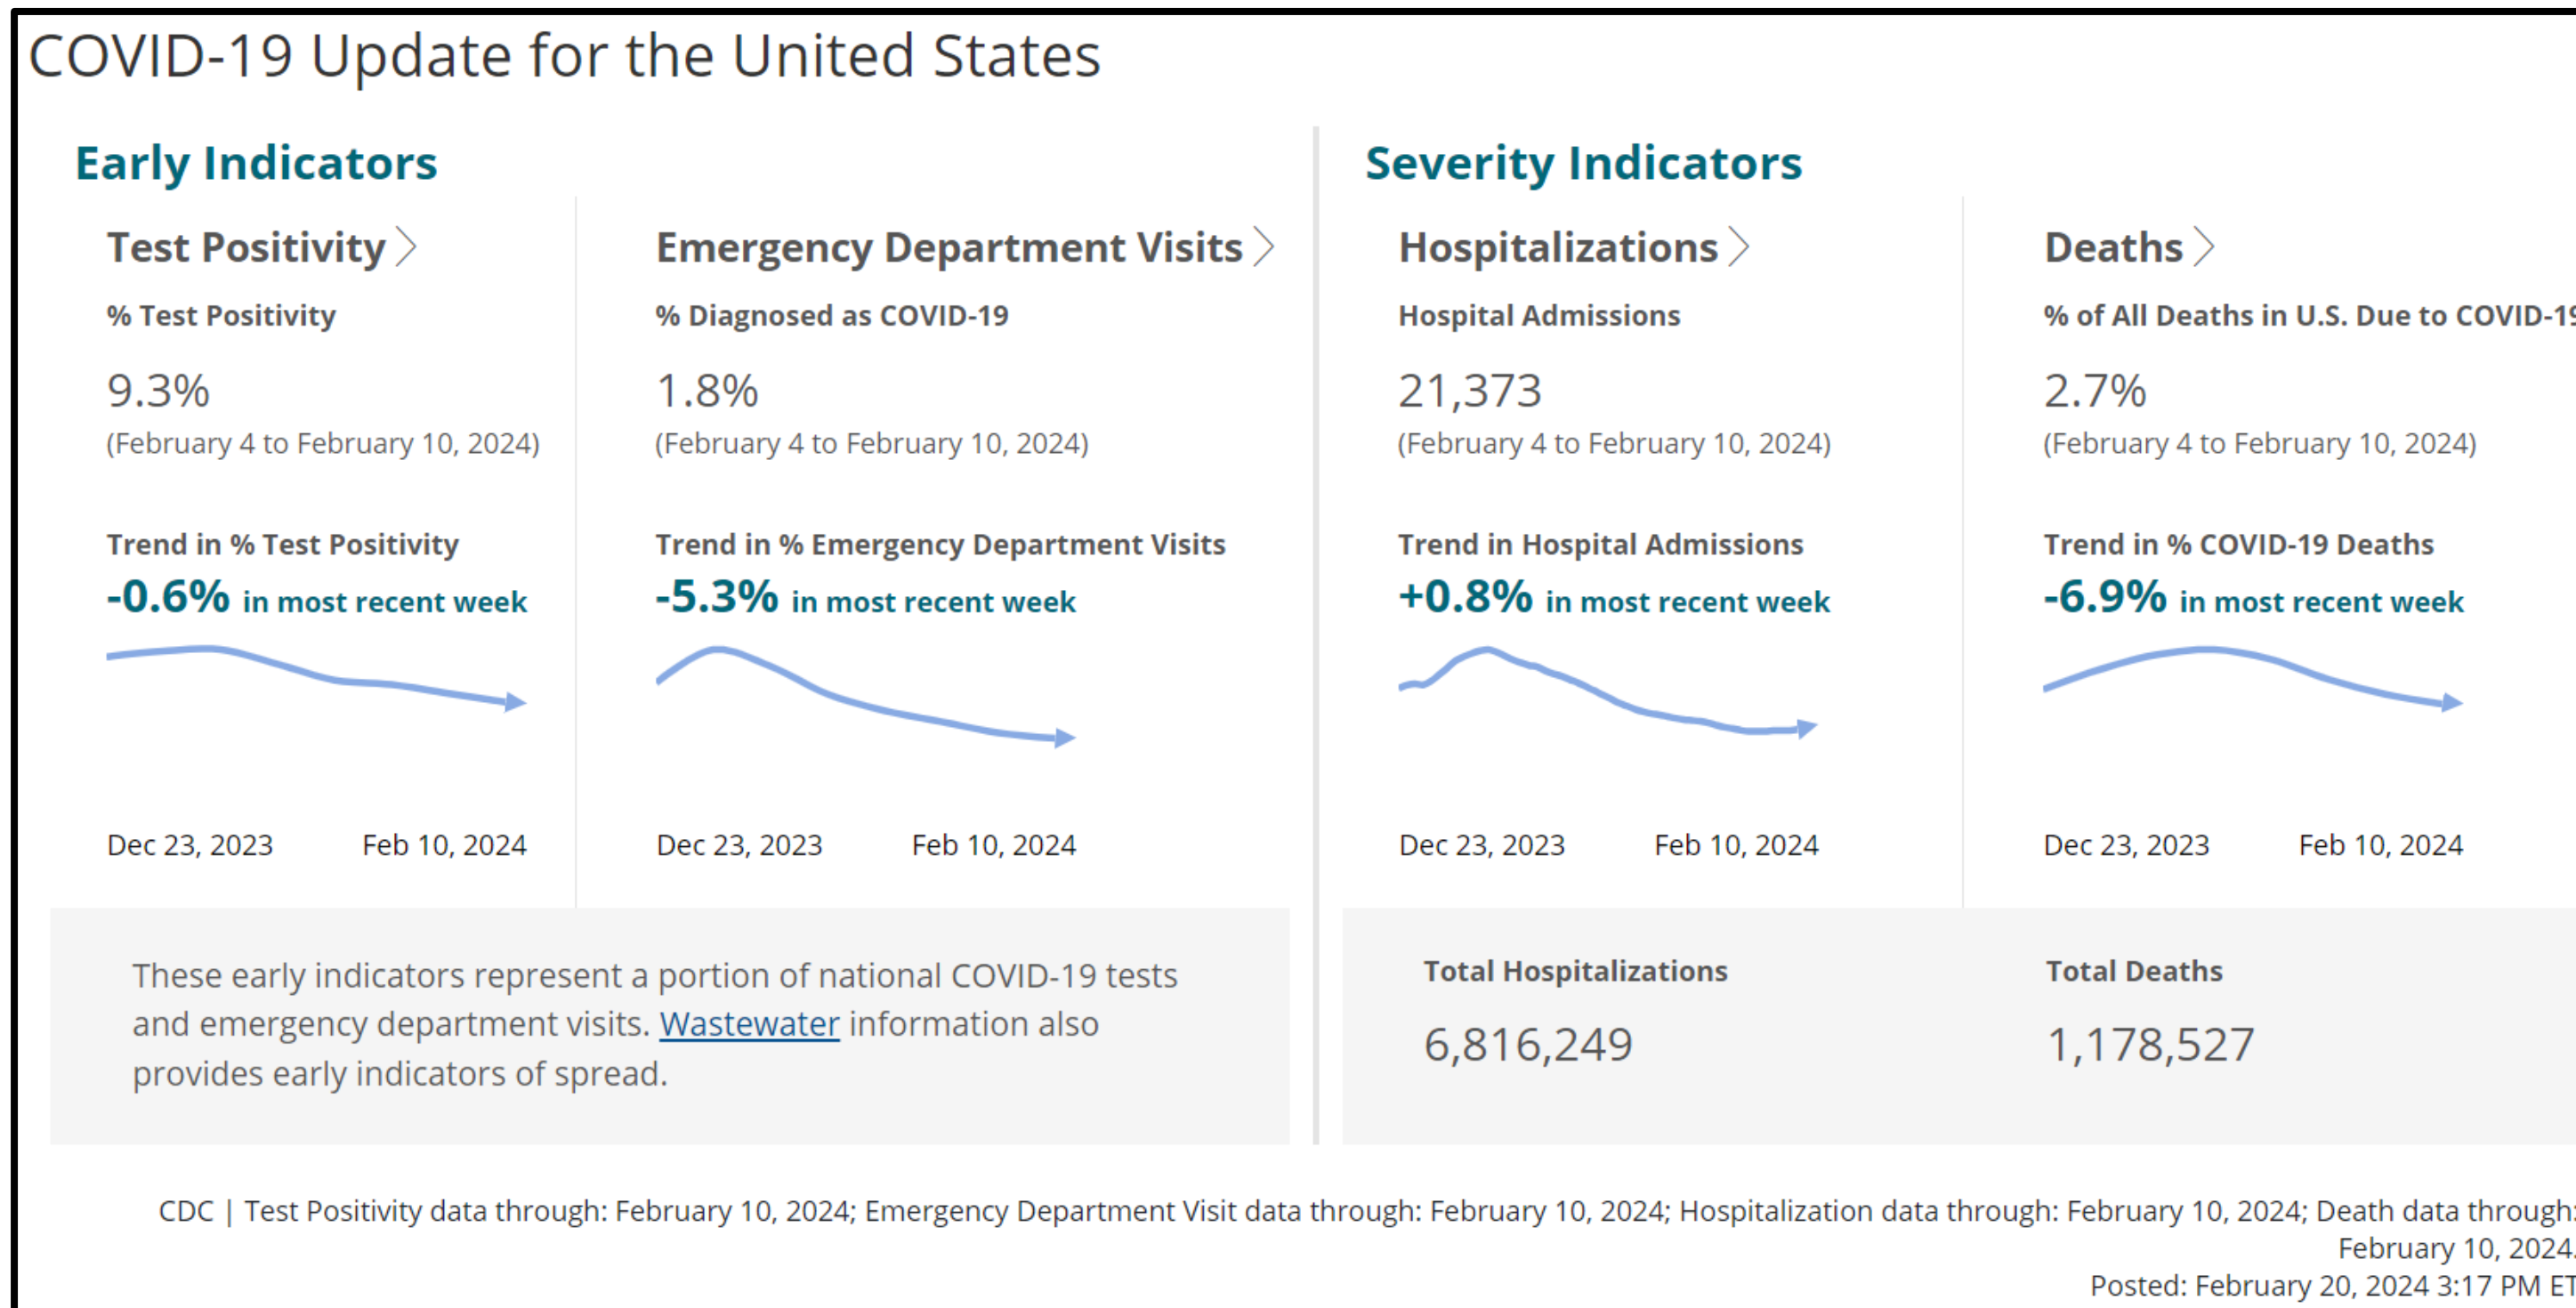 COVID-19 Update for the United States
Early Indicators
Test Positivity
% Test Positivity
9.3%
(February 4 to February 10, 2024)
Trend in % Test Positivity
-0.6% in most recent week
Dec 23, 2023 Feb 10, 2024
Emergency Department Visits
% Diagnosed as COVID-19
1.8%
(February 4 to February 10, 2024)
Trend in % Emergency Department Visits
-5.3% in most recent week
Dec 23, 2023 Feb 10, 2024
These early indicators represent a portion of national COVID-19 tests
and emergency department visits. Wastewater information also
provides early indicators of spread.
Severity Indicators
Hospitalizations
Hospital Admissions
21,373
(February 4 to February 10, 2024)
Trend in Hospital Admissions
+0.8% in most recent week
Dec 23, 2023 Feb 10, 2024
Deaths
% of All Deaths in U.S. Due to COVID-19
2.7%
(February 4 to February 10, 2024)
Trend in % COVID-19 Deaths
-6.9% in most recent week
Dec 23, 2023 Feb 10, 2024
Total Hospitalizations
6,816,249
Total Deaths
1,178,527
CDC | Test Positivity data through: February 10, 2024; Emergency Department Visit data through: February 10, 2024; Hospitalization data through: February 10, 2024; Death data through:
February 10, 2024.
Posted: February 20, 2024 3:17 PM ET